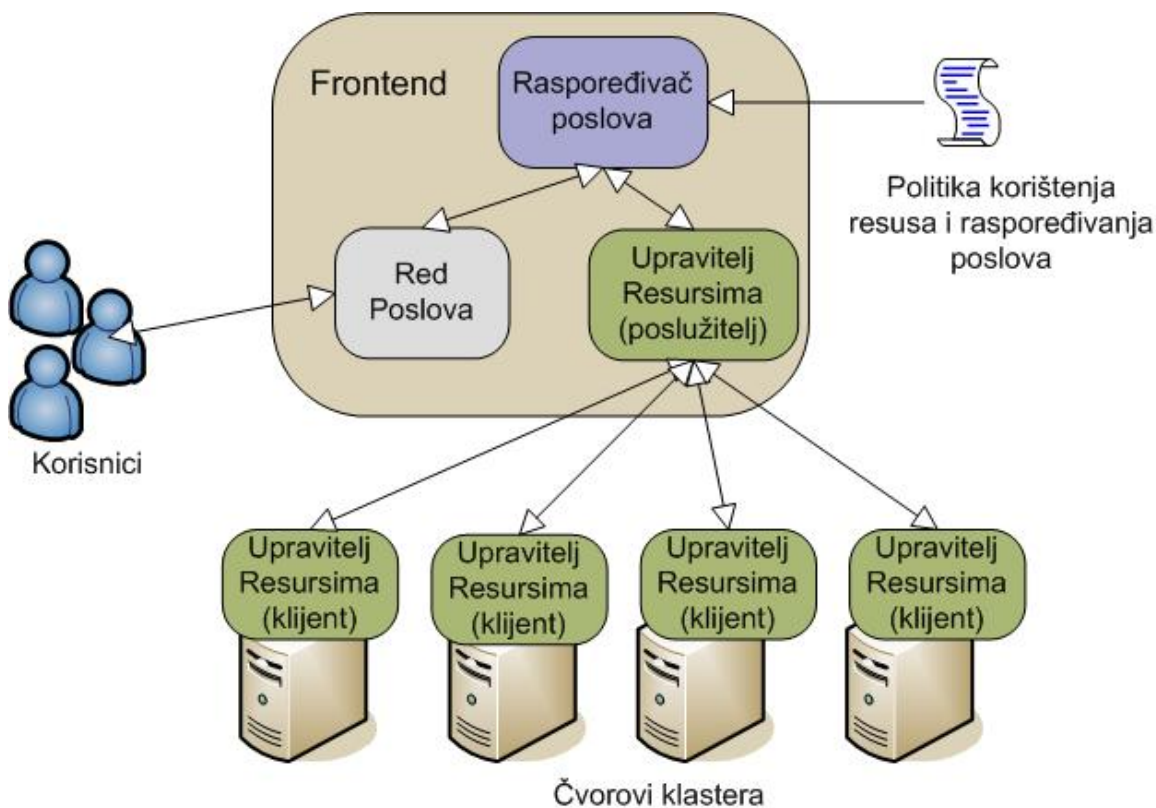 Frontend
Raspoređivač
poslova
Politika korištenja
resusa i raspoređivanja
poslova
Red
Poslova
Upravitelj
Resursima
(poslužitelj)
Korisnici
Upravitelj
Resursima
(klijent)
Upravitelj
Resursima
(klijent)
Upravitelj
Resursima
(klijent)
Upravitelj
Resursima
(klijent)
Čvorovi klastera